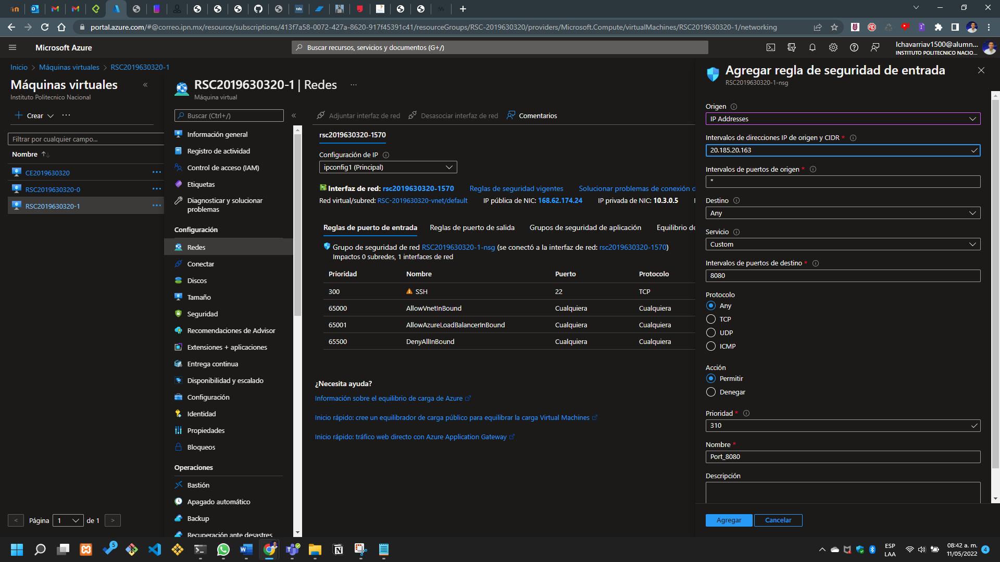 portal.azure.com/#@correo.ipn.mx/resource/subscriptions/413f7a58-0072-427a-8620-917f45391c41/resourceGroups/RSC-2019630320/providers/Microsoft.Compute/virtualMachines/RSC2019630320-1/networking
Microsoft Azure
Buscar recursos, servicios y documentos (G+/)
lchavarriav1500@alumn...
INSTITUTO POLITECNICO NACIO...
Inicio > Máquinas virtuales > RSC2019630320-1
Máquinas virtuales
Instituto Politecnico Nacional
Crear
Filtrar por cualquier campo...
Nombre
CE2019630320
RSC2019630320-0
RSC2019630320-1
Página 1 de 1
RSC2019630320-1 | Redes
Máquina virtual
Buscar (Ctrl+/)
Información general
Registro de actividad
Control de acceso (IAM)
Etiquetas
Diagnosticar y solucionar
problemas
Configuración
Redes
Conectar
Discos
Tamaño
Seguridad
Recomendaciones de Advisor
Extensiones + aplicaciones
Entrega continua
Disponibilidad y escalado
Configuración
Identidad
Propiedades
Bloqueos
Operaciones
Bastión
Apagado automático
Backup
Recuperación ante desastres
Adjuntar interfaz de red
Desasociar interfaz de red
Comentarios
rsc2019630320-1570
Configuración de IP
ipconfig1 (Principal)
Interfaz de red: rsc2019630320-1570 Reglas de seguridad vigentes Solucionar problemas de conexión d
Red virtual/subred: RSC-2019630320-vnet/default IP pública de NIC: 168.62.174.24 IP privada de NIC: 10.3.0.5
Reglas de puerto de entrada Reglas de puerto de salida Grupos de seguridad de aplicación Equilibrio de
Grupo de seguridad de red RSC2019630320-1-nsg (se conectó a la interfaz de red: rsc2019630320-1570)
Impactos 0 subredes, 1 interfaces de red
Prioridad Nombre Puerto Protocolo
300 SSH 22 TCP
65000 AllowVnetInBound Cualquiera Cualquiera
65001 AllowAzureLoadBalancerInBound Cualquiera Cualquiera
65500 DenyAllInBound Cualquiera Cualquiera
¿Necesita ayuda?
Información sobre el equilibrio de carga de Azure
Inicio rápido: cree un equilibrador de carga público para equilibrar la carga Virtual Machines
Inicio rápido: tráfico web directo con Azure Application Gateway
Agregar regla de seguridad de entrada
RSC2019630320-1-nsg
Origen
IP Addresses
Intervalos de direcciones IP de origen y CIDR *
20.185.20.163
Intervalos de puertos de origen *
*
Destino
Any
Servicio
Custom
Intervalos de puertos de destino *
8080
Protocolo
Any
TCP
UDP
ICMP
Acción
Permitir
Denegar
Prioridad *
310
Nombre *
Port_8080
Descripción
Agregar
Cancelar
5
ESP
LAA
08:42 a. m.
11/05/2022
4